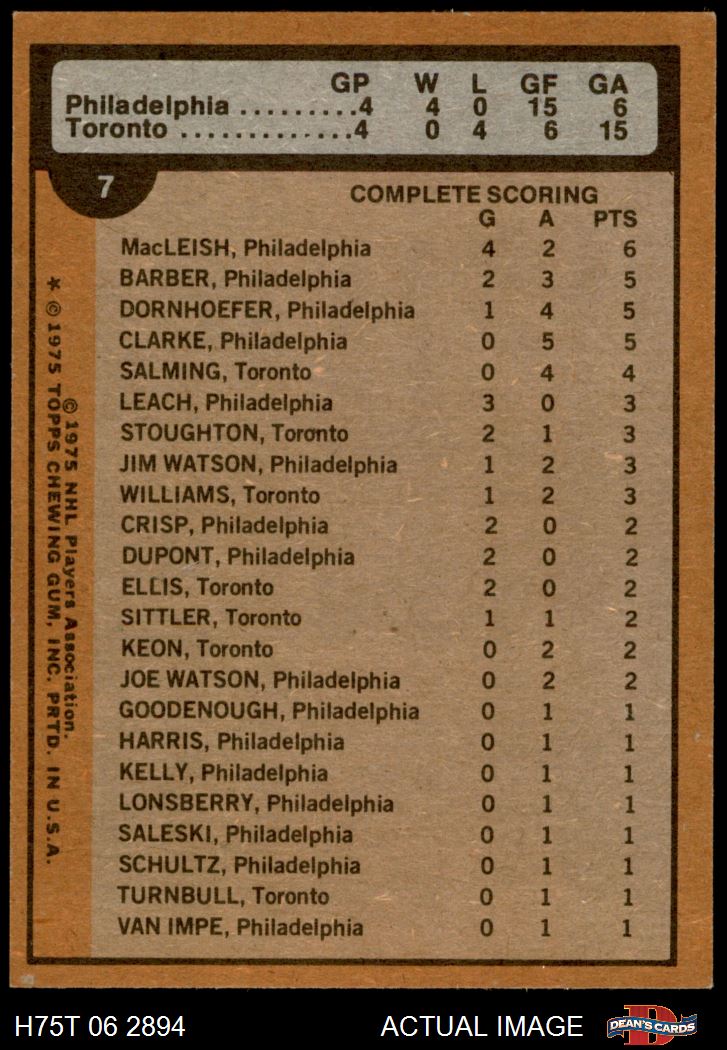 GP W L GF GA
Philadelphia .........4 4 0 15 6
Toronto .............4 0 4 6 15
7
COMPLETE SCORING
G A PTS
MacLEISH, Philadelphia 4 2 6
BARBER, Philadelphia 2 3 5
DORNHOEFER, Philadelphia 1 4 5
CLARKE, Philadelphia 0 5 5
SALMING, Toronto 0 4 4
LEACH, Philadelphia 3 0 3
STOUGHTON, Toronto 2 1 3
JIM WATSON, Philadelphia 1 2 3
WILLIAMS, Toronto 1 2 3
CRISP, Philadelphia 2 0 2
DUPONT, Philadelphia 2 0 2
ELLIS, Toronto 2 0 2
SITTLER, Toronto 1 1 2
KEON, Toronto 0 2 2
JOE WATSON, Philadelphia 0 2 2
GOODENOUGH, Philadelphia 0 1 1
HARRIS, Philadelphia 0 1 1
KELLY, Philadelphia 0 1 1
LONSBERRY, Philadelphia 0 1 1
SALESKI, Philadelphia 0 1 1
SCHULTZ, Philadelphia 0 1 1
TURNBULL, Toronto 0 1 1
VAN IMPE, Philadelphia 0 1 1
© 1975 NHL Players Association.
* © 1975 TOPPS CHEWING GUM, INC. PRTD. IN U.S.A.
H75T 06 2894 ACTUAL IMAGE
D
DEAN'S CARDS